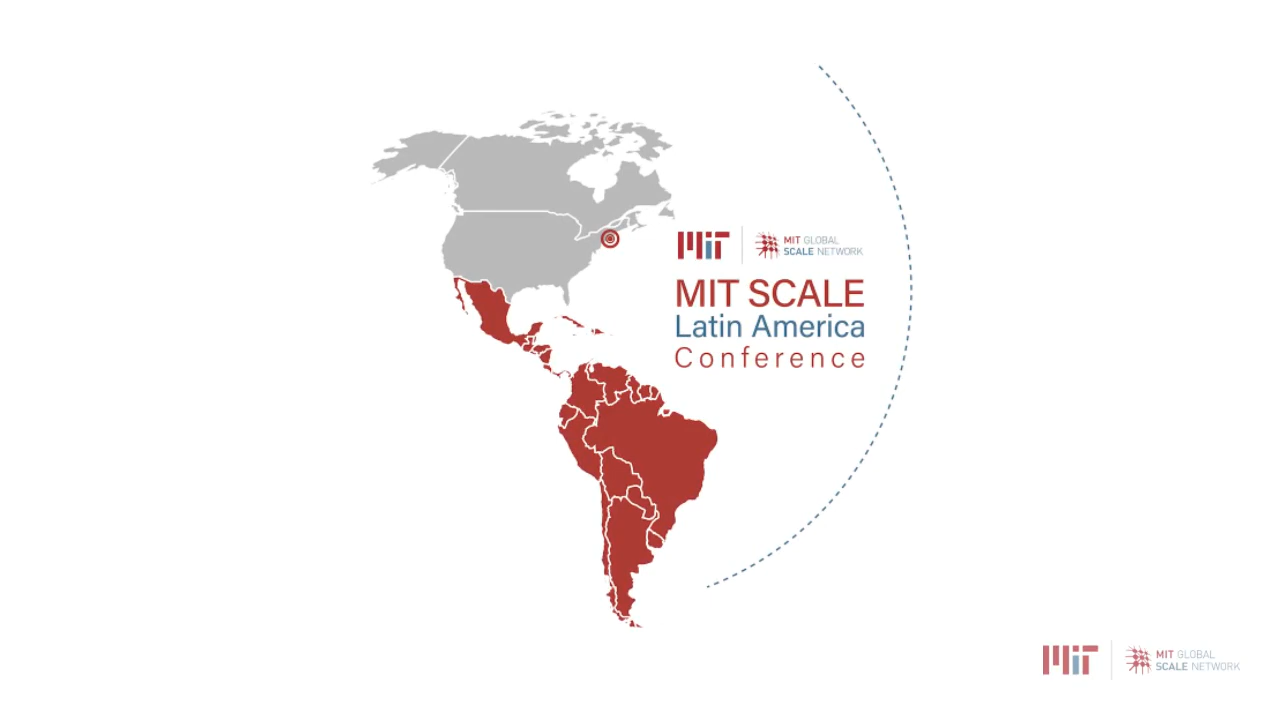 MIT
MIT GLOBAL
SCALE NETWORK
MIT SCALE
Latin America
Conference
MIT
MIT GLOBAL
SCALE NETWORK